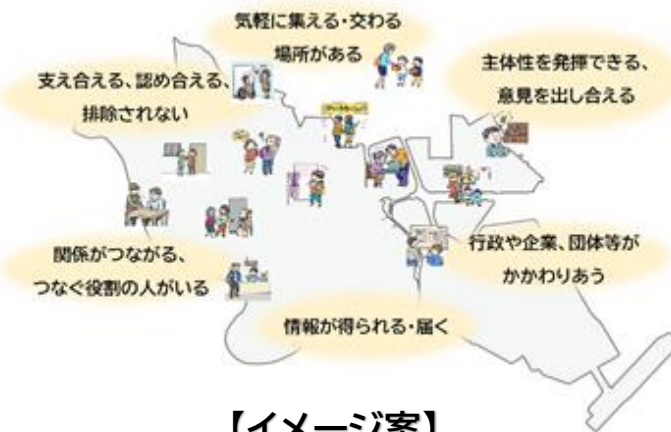 気軽に集える・交わる
場所がある
主体性を発揮できる、
意見を出し合える
支え合える、認め合える、
排除されない
関係がつながる、
つなぐ役割の人がいる
行政や企業、団体等が
かかわりあう
情報が得られる・届く
【イメージ案】